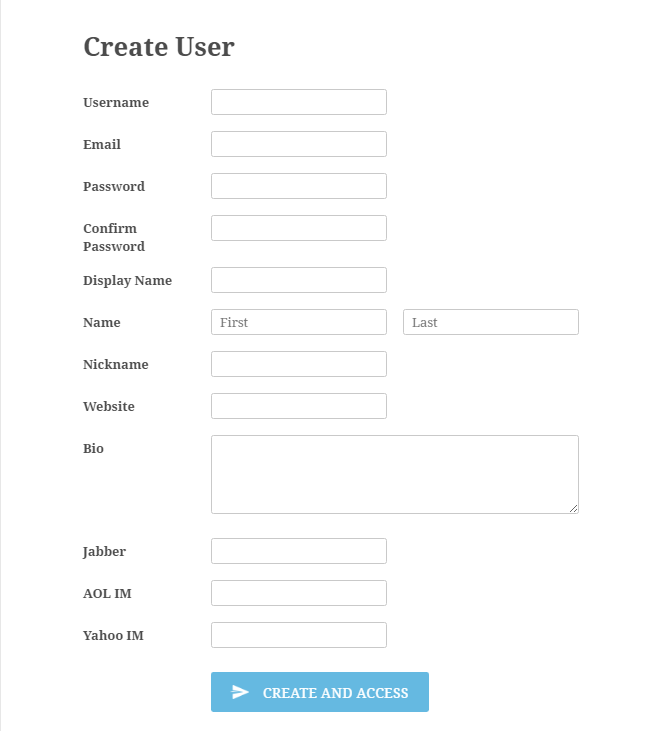 Create User
Username
Email
Password
Confirm
Password
Display Name
Name First Last
Nickname
Website
Bio
Jabber
AOL IM
Yahoo IM
CREATE AND ACCESS